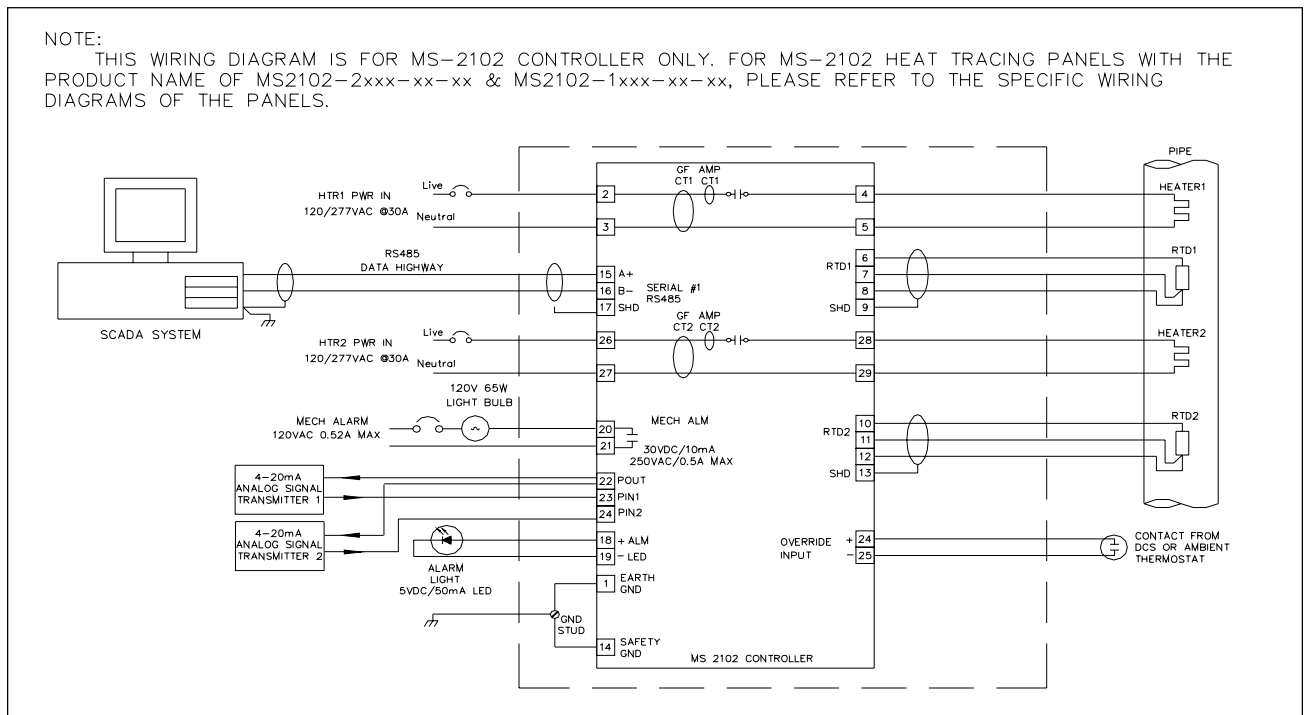 NOTE:
THIS WIRING DIAGRAM IS FOR MS-2102 CONTROLLER ONLY. FOR MS-2102 HEAT TRACING PANELS WITH THE
PRODUCT NAME OF MS2102-2xxx-xx-xx & MS2102-1xxx-xx-xx, PLEASE REFER TO THE SPECIFIC WIRING
DIAGRAMS OF THE PANELS.
SCADA SYSTEM
HTR1 PWR IN
120/277VAC @30A
Live
Neutral
RS485
DATA HIGHWAY
HTR2 PWR IN
120/277VAC @30A
Live
Neutral
120V 65W
LIGHT BULB
MECH ALARM
120VAC 0.52A MAX
4-20mA
ANALOG SIGNAL
TRANSMITTER 1
4-20mA
ANALOG SIGNAL
TRANSMITTER 2
ALARM
LIGHT
5VDC/50mA LED
GND
STUD
2
3
GF AMP
CT1 CT1
15 A+
16 B-
17 SHD
SERIAL #1
RS485
26
27
GF AMP
CT2 CT2
20
21
MECH ALM
30VDC/10mA
250VAC/0.5A MAX
22 POUT
23 PIN1
24 PIN2
18 + ALM
19 - LED
1 EARTH
GND
14 SAFETY
GND
MS 2102 CONTROLLER
4
5
RTD1
6
7
8
SHD 9
28
29
RTD2
10
11
12
SHD 13
OVERRIDE + 24
INPUT - 25
PIPE
HEATER1
RTD1
HEATER2
RTD2
CONTACT FROM
DCS OR AMBIENT
THERMOSTAT